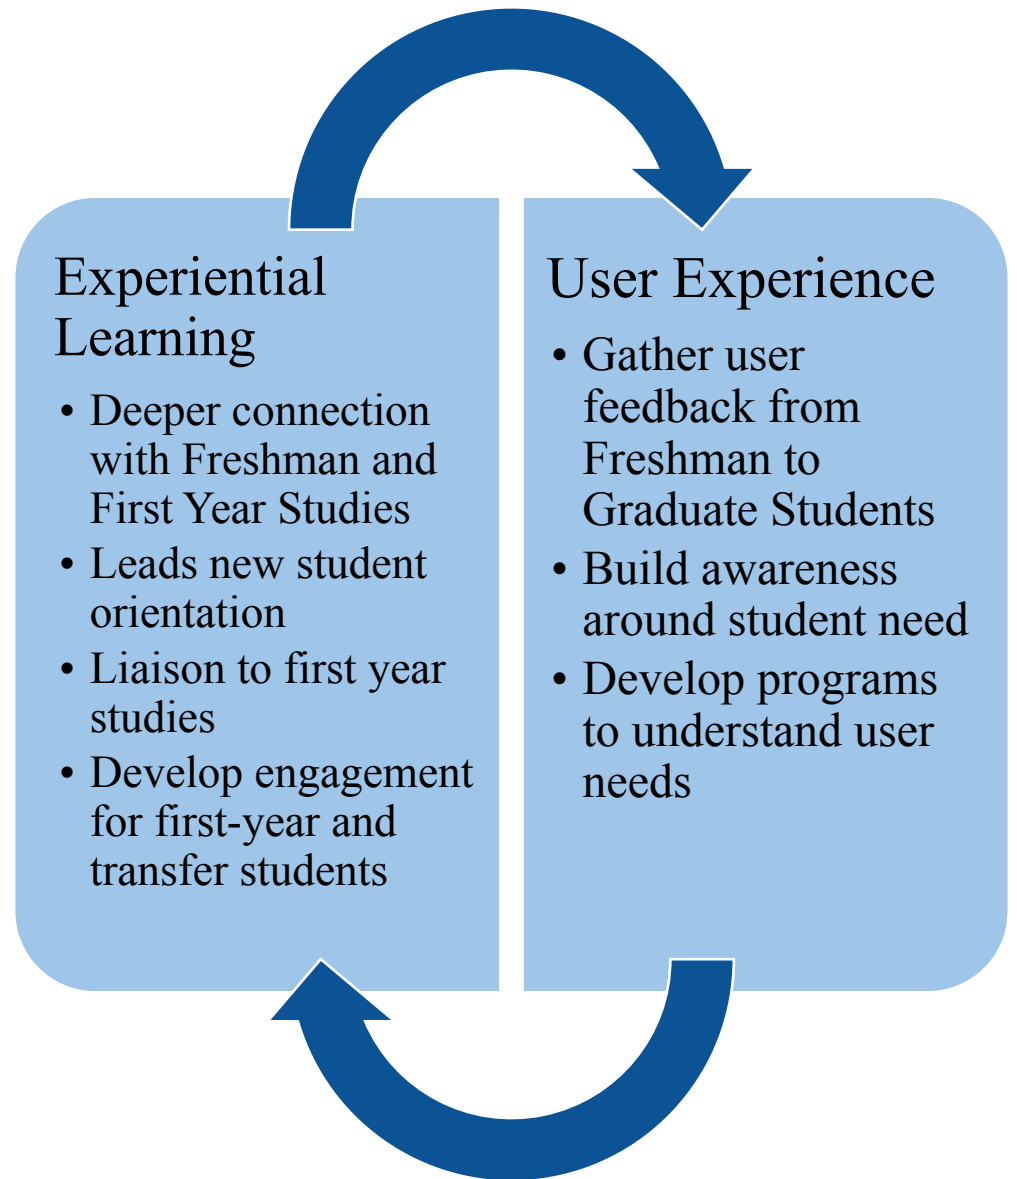 Experiential
Learning
• Deeper connection
with Freshman and
First Year Studies
• Leads new student
orientation
• Liaison to first year
studies
• Develop engagement
for first-year and
transfer students
User Experience
• Gather user
feedback from
Freshman to
Graduate Students
• Build awareness
around student need
• Develop programs
to understand user
needs